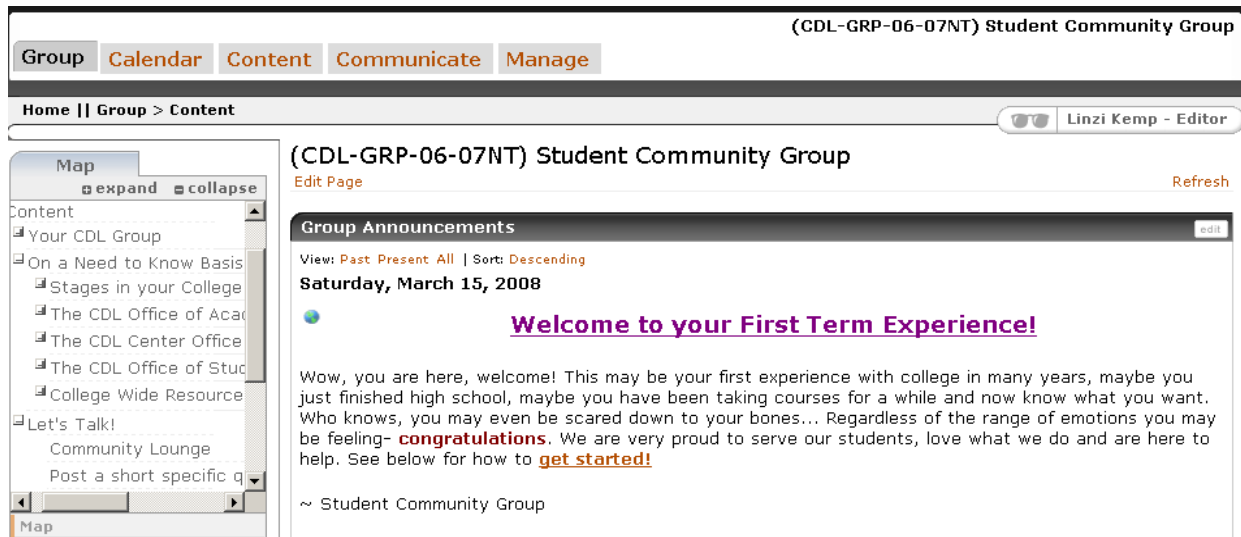 (CDL-GRP-06-07NT) Student Community Group
Group Calendar Content Communicate Manage
Home || Group > Content
Linzi Kemp - Editor
Map
expand collapse
Content
Your CDL Group
On a Need to Know Basis
Stages in your College
The CDL Office of Acad
The CDL Center Office
The CDL Office of Stud
College Wide Resource
Let's Talk!
Community Lounge
Post a short specific q
Map
(CDL-GRP-06-07NT) Student Community Group
Edit Page Refresh
Group Announcements edit
View: Past Present All | Sort: Descending
Saturday, March 15, 2008
Welcome to your First Term Experience!
Wow, you are here, welcome! This may be your first experience with college in many years, maybe you
just finished high school, maybe you have been taking courses for a while and now know what you want.
Who knows, you may even be scared down to your bones... Regardless of the range of emotions you may
be feeling– congratulations. We are very proud to serve our students, love what we do and are here to
help. See below for how to get started!
~ Student Community Group